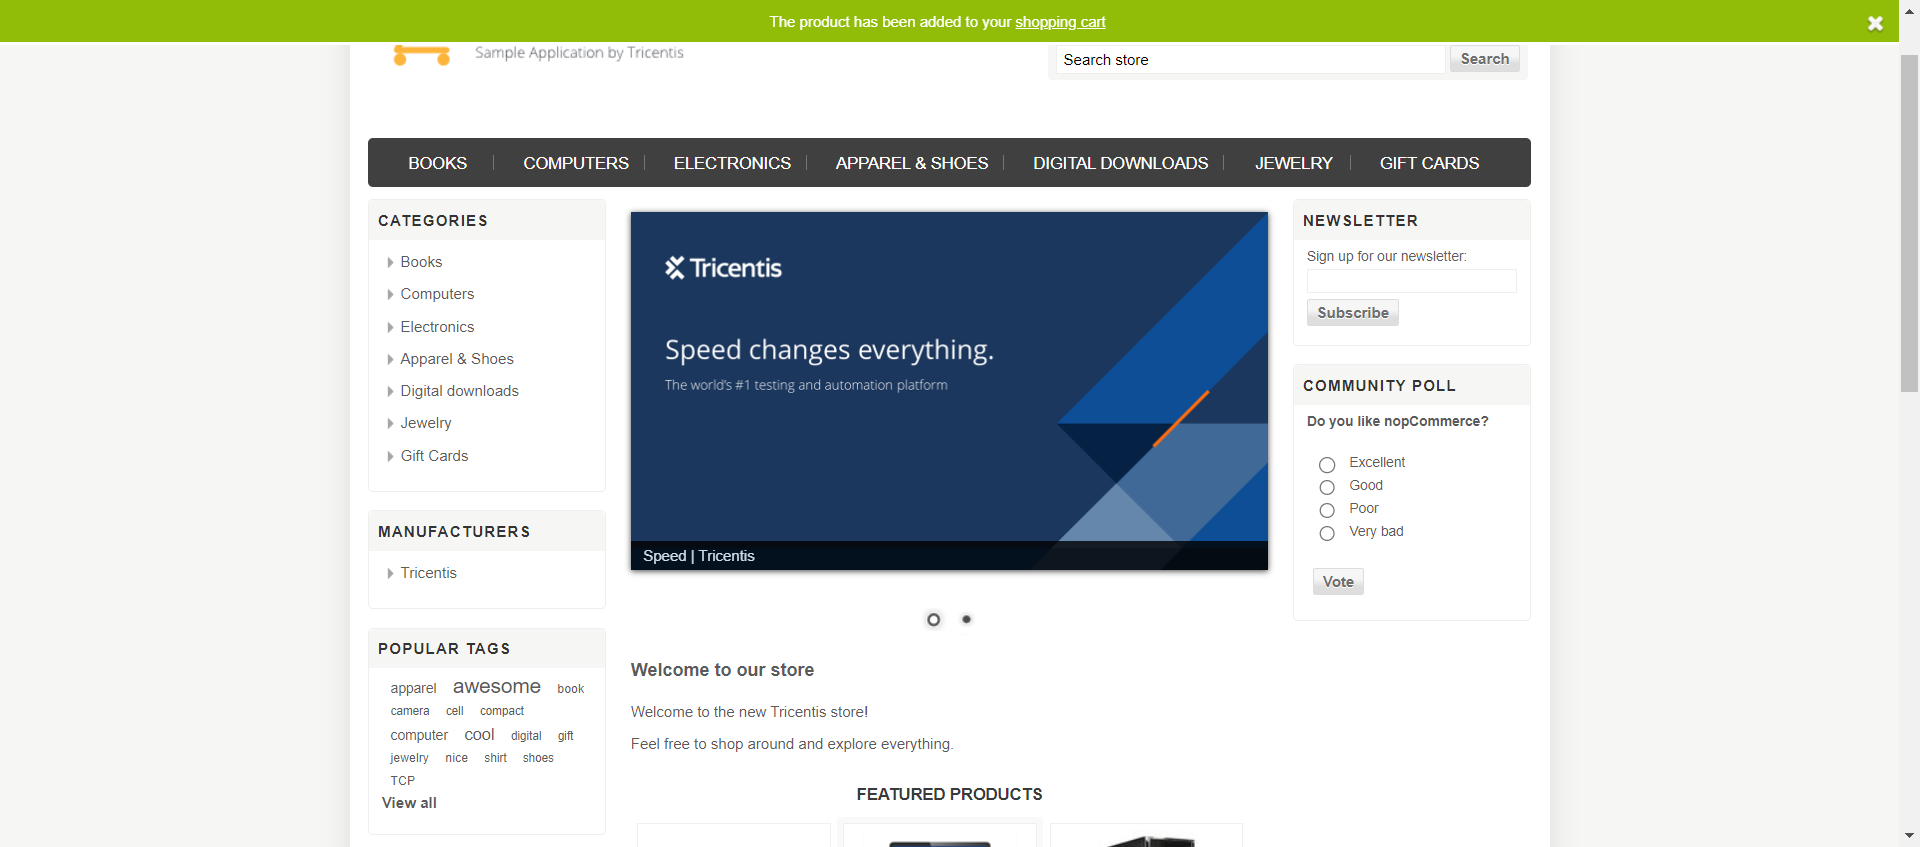 The product has been added to your shopping cart
Sample Application by Tricentis
Search store
Search
BOOKS
COMPUTERS
ELECTRONICS
APPAREL & SHOES
DIGITAL DOWNLOADS
JEWELRY
GIFT CARDS
CATEGORIES
Books
Computers
Electronics
Apparel & Shoes
Digital downloads
Jewelry
Gift Cards
MANUFACTURERS
Tricentis
POPULAR TAGS
apparel awesome book
camera cell compact
computer cool digital gift
jewelry nice shirt shoes
TCP
View all
Tricentis
Speed changes everything.
The world's #1 testing and automation platform
Speed | Tricentis
Welcome to our store
Welcome to the new Tricentis store!
Feel free to shop around and explore everything.
FEATURED PRODUCTS
NEWSLETTER
Sign up for our newsletter:
Subscribe
COMMUNITY POLL
Do you like nopCommerce?
Excellent
Good
Poor
Very bad
Vote